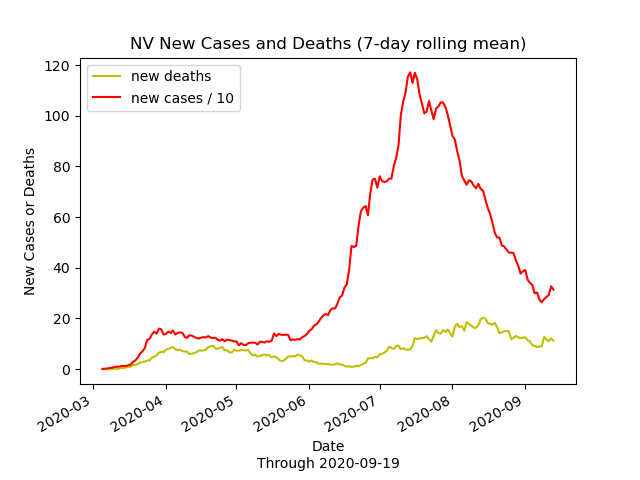 NV New Cases and Deaths (7-day rolling mean)
new deaths
new cases / 10
New Cases or Deaths
120
100
80
60
40
20
0
2020-03
2020-04
2020-05
2020-06
2020-07
2020-08
2020-09
Date
Through 2020-09-19